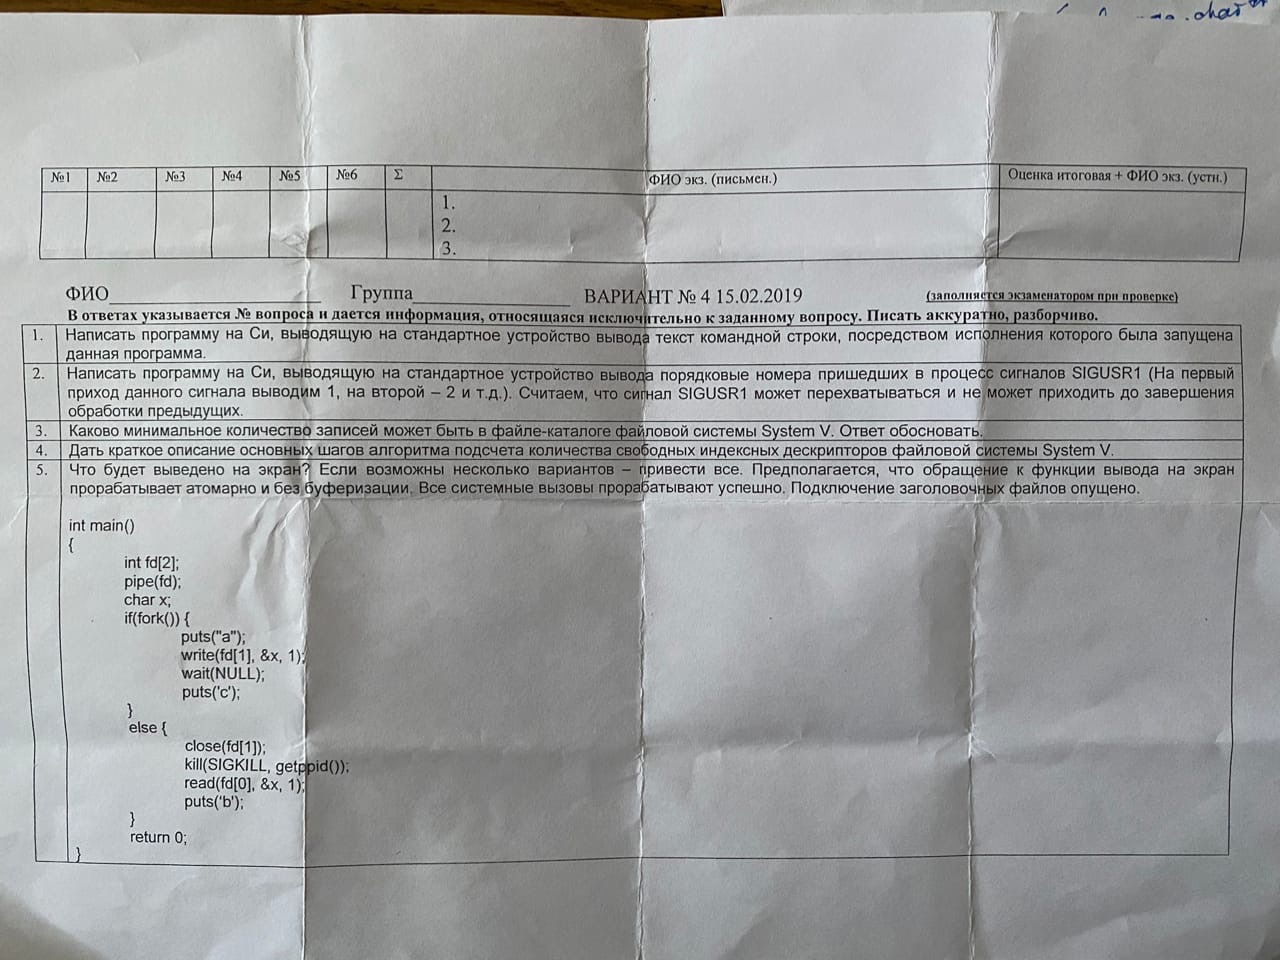 №1 №2 №3 №4 №5 №6 Σ ФИО экз. (письмен.) Оценка итоговая + ФИО экз. (устн.)
1.
2.
3.
ФИО____________________ Группа_______________ ВАРИАНТ № 4 15.02.2019 (заполняется экзаменатором при проверке)
В ответах указывается № вопроса и дается информация, относящаяся исключительно к заданному вопросу. Писать аккуратно, разборчиво.
1. Написать программу на Си, выводящую на стандартное устройство вывода текст командной строки, посредством исполнения которого была запущена
данная программа.
2. Написать программу на Си, выводящую на стандартное устройство вывода порядковые номера пришедших в процесс сигналов SIGUSR1 (На первый
приход данного сигнала выводим 1, на второй – 2 и т.д.). Считаем, что сигнал SIGUSR1 может перехватываться и не может приходить до завершения
обработки предыдущих.
3. Каково минимальное количество записей может быть в файле-каталоге файловой системы System V. Ответ обосновать.
4. Дать краткое описание основных шагов алгоритма подсчета количества свободных индексных дескрипторов файловой системы System V.
5. Что будет выведено на экран? Если возможны несколько вариантов – привести все. Предполагается, что обращение к функции вывода на экран
прорабатывает атомарно и без буферизации. Все системные вызовы прорабатывают успешно. Подключение заголовочных файлов опущено.
int main()
{
int fd[2];
pipe(fd);
char x;
if(fork()) {
puts("a");
write(fd[1], &x, 1);
wait(NULL);
puts('c');
}
else {
close(fd[1]);
kill(SIGKILL, getppid());
read(fd[0], &x, 1);
puts('b');
}
return 0;
}